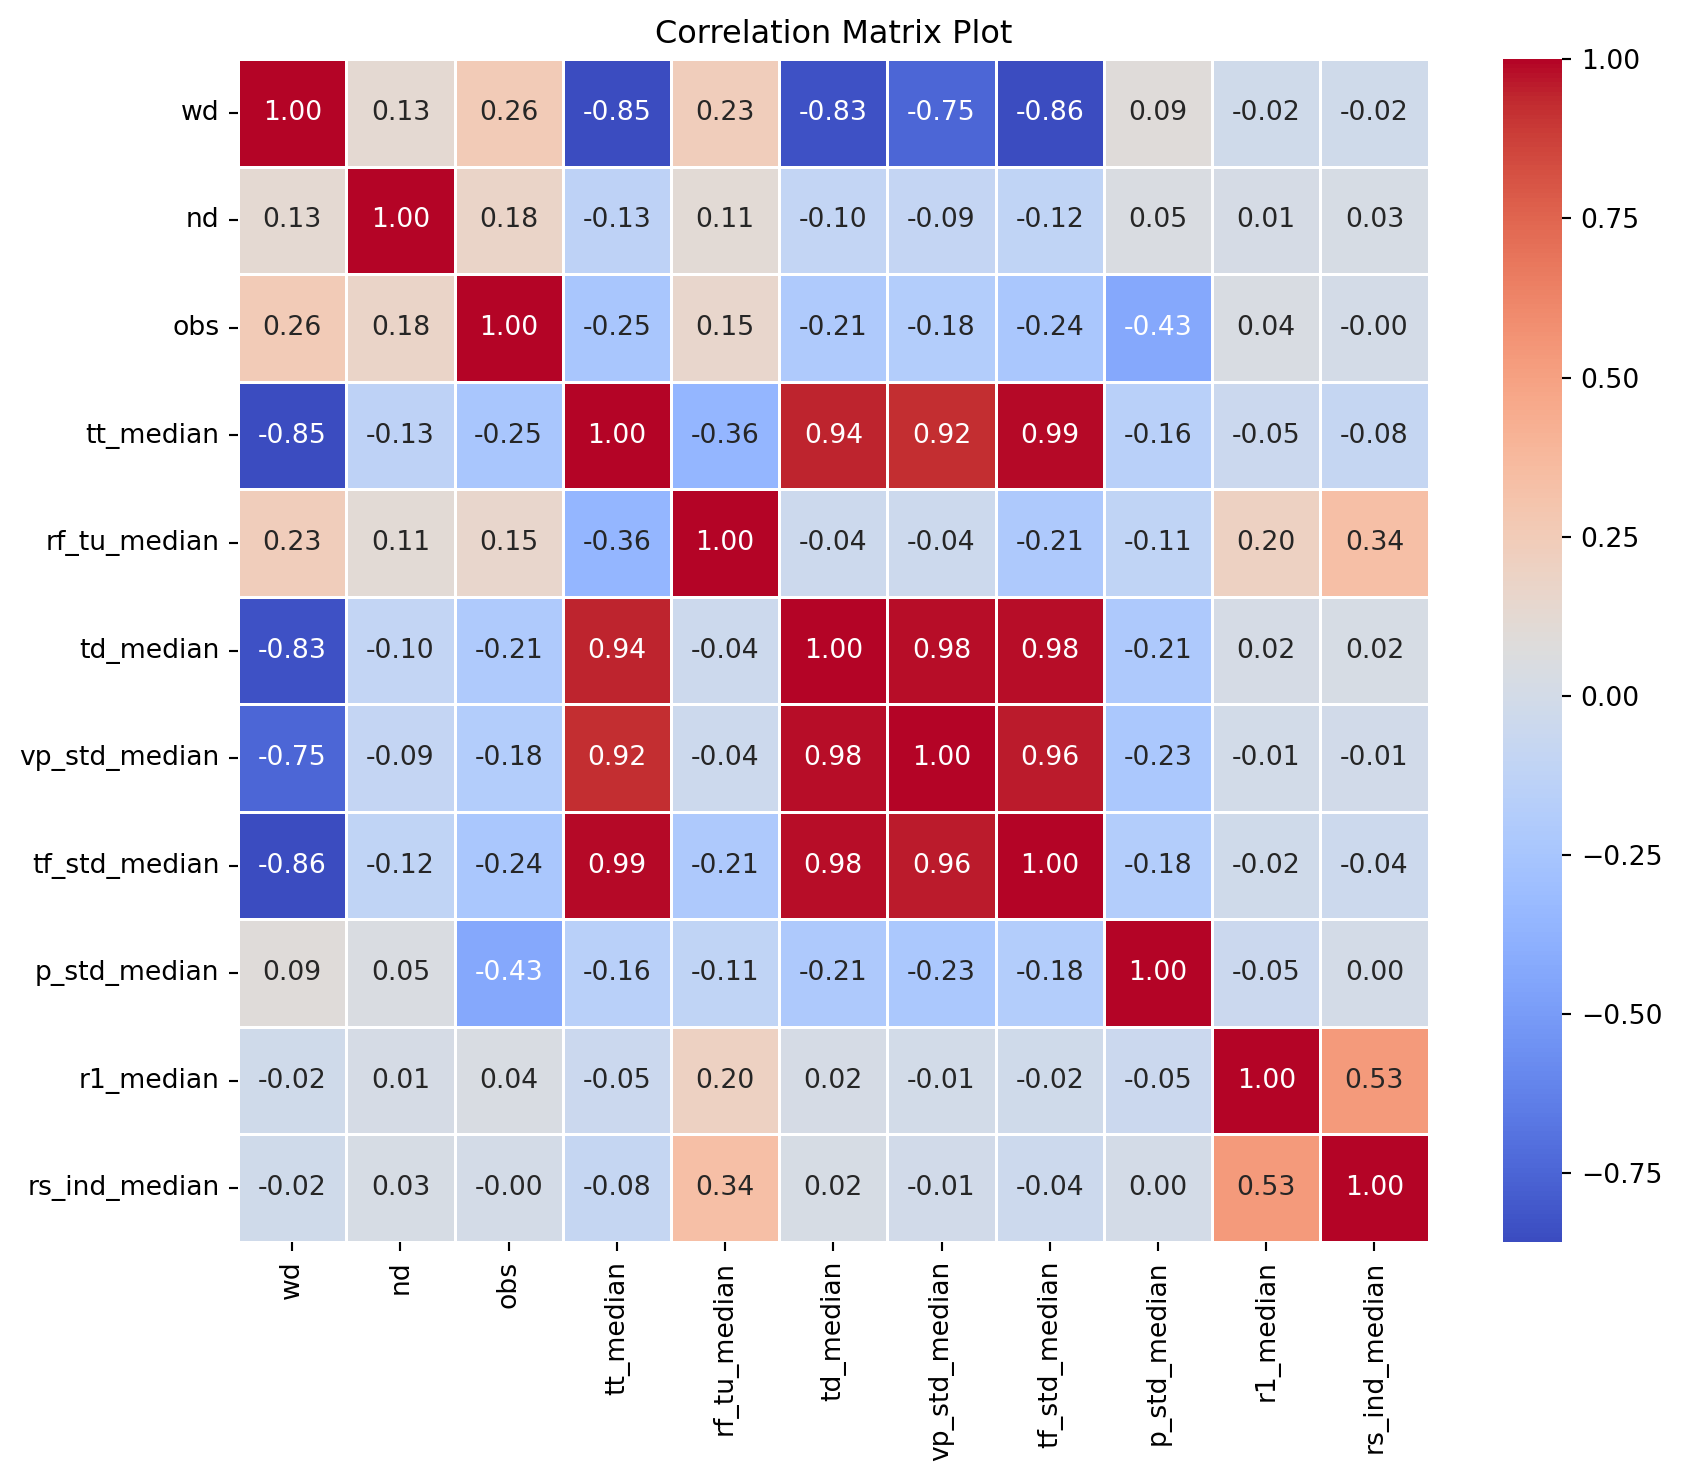 Correlation Matrix Plot
wd 1.00 0.13 0.26 -0.85 0.23 -0.83 -0.75 -0.86 0.09 -0.02 -0.02
nd 0.13 1.00 0.18 -0.13 0.11 -0.10 -0.09 -0.12 0.05 0.01 0.03
obs 0.26 0.18 1.00 -0.25 0.15 -0.21 -0.18 -0.24 -0.43 0.04 -0.00
tt_median -0.85 -0.13 -0.25 1.00 -0.36 0.94 0.92 0.99 -0.16 -0.05 -0.08
rf_tu_median 0.23 0.11 0.15 -0.36 1.00 -0.04 -0.04 -0.21 -0.11 0.20 0.34
td_median -0.83 -0.10 -0.21 0.94 -0.04 1.00 0.98 0.98 -0.21 0.02 0.02
vp_std_median -0.75 -0.09 -0.18 0.92 -0.04 0.98 1.00 0.96 -0.23 -0.01 -0.01
tf_std_median -0.86 -0.12 -0.24 0.99 -0.21 0.98 0.96 1.00 -0.18 -0.02 -0.04
p_std_median 0.09 0.05 -0.43 -0.16 -0.11 -0.21 -0.23 -0.18 1.00 -0.05 0.00
r1_median -0.02 0.01 0.04 -0.05 0.20 0.02 -0.01 -0.02 -0.05 1.00 0.53
rs_ind_median -0.02 0.03 -0.00 -0.08 0.34 0.02 -0.01 -0.04 0.00 0.53 1.00
wd nd obs tt_median rf_tu_median td_median vp_std_median tf_std_median p_std_median r1_median rs_ind_median
1.00
0.75
0.50
0.25
0.00
−0.25
−0.50
−0.75